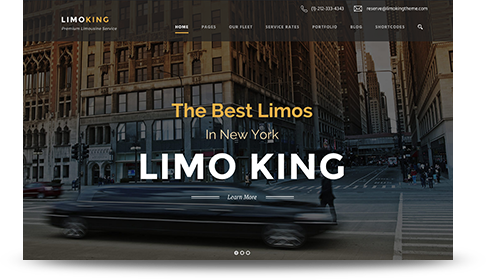 (1) 212-333-4343 reserve@limokingtheme.com
LIMOKING
Premium Limousine Service
HOME PAGES OUR FLEET SERVICE RATES PORTFOLIO BLOG SHORTCODES
The Best Limos
In New York
LIMO KING
Learn More